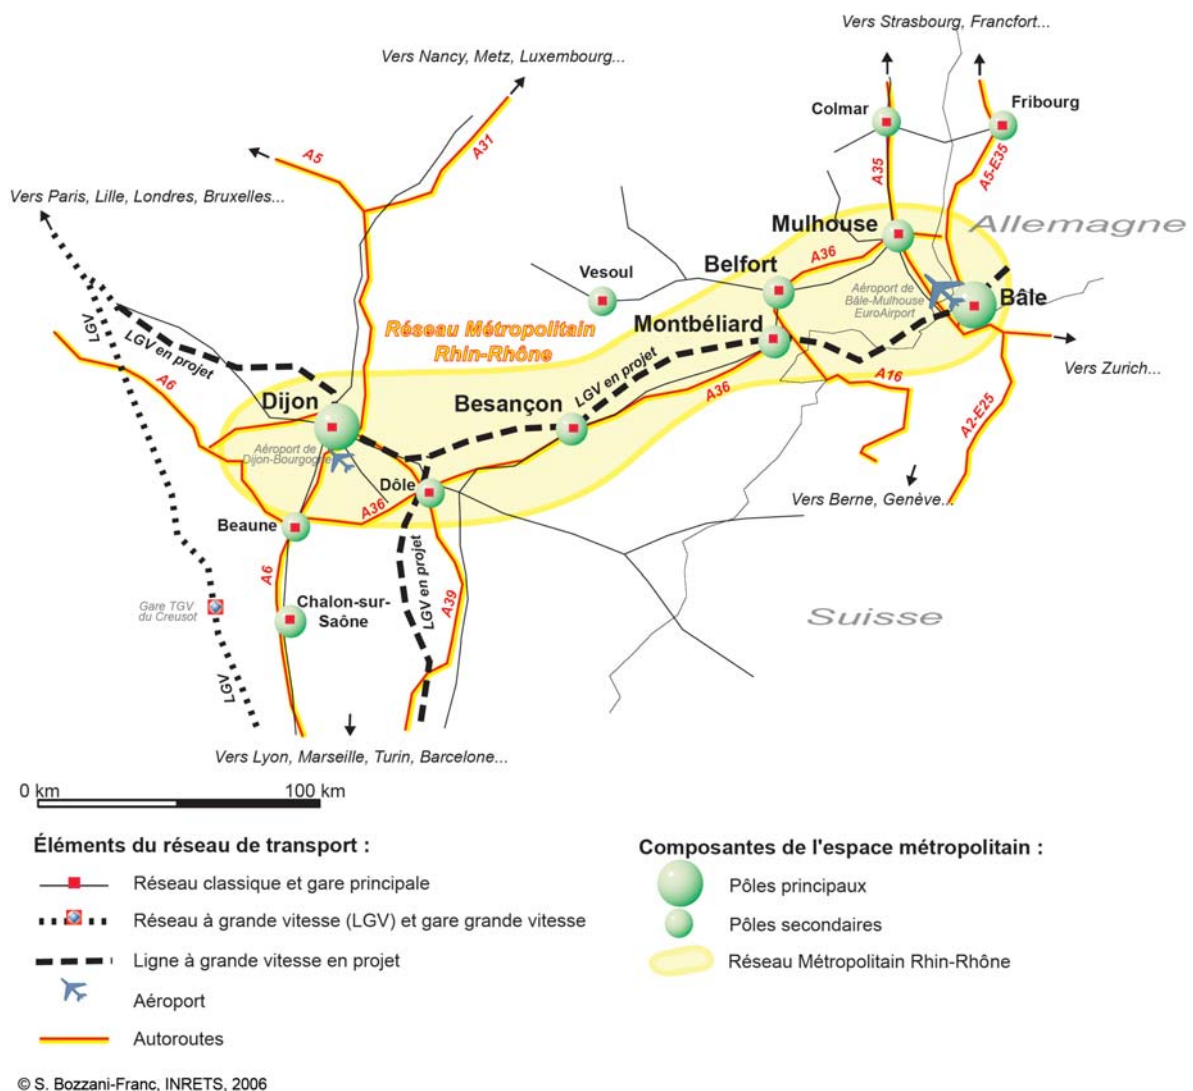 Vers Strasbourg, Francfort...
Vers Nancy, Metz, Luxembourg...
Colmar
Fribourg
A31
A5
A35
A5-E35
Vers Paris, Lille, Londres, Bruxelles...
Allemagne
Mulhouse
A36
Belfort
Vesoul
Aéroport de
Bâle-Mulhouse
EuroAirport
Bâle
LGV
LGV en projet
Réseau Métropolitain
Rhin-Rhône
Montbéliard
Vers Zurich...
A6
LGV en projet
A16
Dijon
Besançon
A36
A2-E25
Aéroport de
Dijon-Bourgogne
Dôle
A36
Vers Berne, Genève...
Beaune
LGV en projet
A6
A39
Gare TGV
du Creusot
Chalon-sur-
Saône
Suisse
LGV
Vers Lyon, Marseille, Turin, Barcelone...
0 km
100 km
Éléments du réseau de transport :
Réseau classique et gare principale
Réseau à grande vitesse (LGV) et gare grande vitesse
Ligne à grande vitesse en projet
Aéroport
Autoroutes
Composantes de l'espace métropolitain :
Pôles principaux
Pôles secondaires
Réseau Métropolitain Rhin-Rhône
© S. Bozzani-Franc, INRETS, 2006